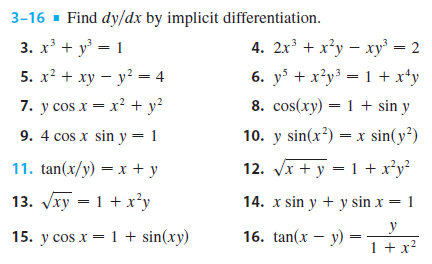 3–16 ▪ Find dy/dx by implicit differentiation.
3. x³ + y³ = 1
4. 2x³ + x²y − xy³ = 2
5. x² + xy − y² = 4
6. y⁵ + x²y³ = 1 + x⁴y
7. y cos x = x² + y²
8. cos(xy) = 1 + sin y
9. 4 cos x sin y = 1
10. y sin(x²) = x sin(y²)
11. tan(x/y) = x + y
12. √(x + y) = 1 + x²y²
13. √(xy) = 1 + x²y
14. x sin y + y sin x = 1
15. y cos x = 1 + sin(xy)
16. tan(x − y) = y/(1 + x²)